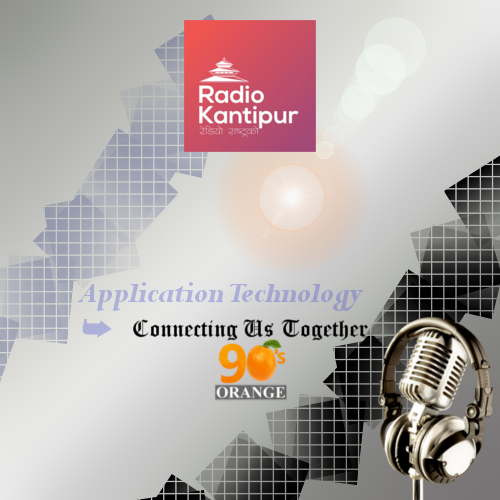 Radio
Kantipur
रेडियो राष्ट्रको
Application Technology
Connecting Us Together
90's
ORANGE